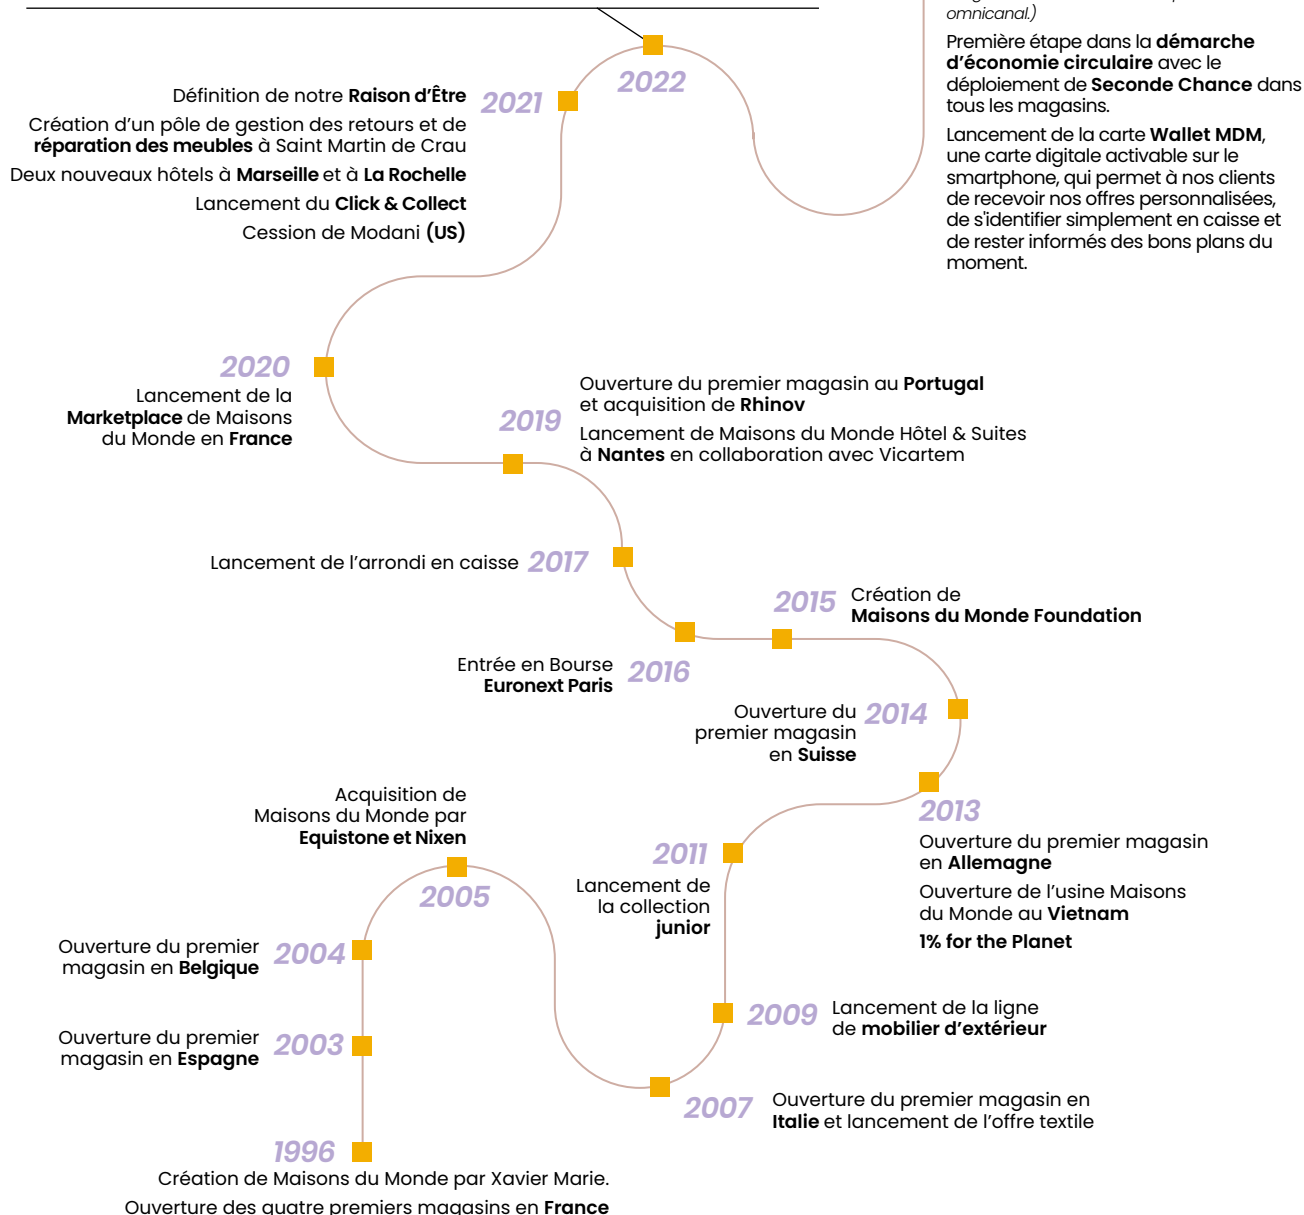 omnicanal.)
Première étape dans la démarche
d’économie circulaire avec le
déploiement de Seconde Chance dans
tous les magasins.
Lancement de la carte Wallet MDM,
une carte digitale activable sur le
smartphone, qui permet à nos clients
de recevoir nos offres personnalisées,
de s'identifier simplement en caisse et
de rester informés des bons plans du
moment.
2022
2021
Définition de notre Raison d’Être
Création d’un pôle de gestion des retours et de
réparation des meubles à Saint Martin de Crau
Deux nouveaux hôtels à Marseille et à La Rochelle
Lancement du Click & Collect
Cession de Modani (US)
2020
Lancement de la
Marketplace de Maisons
du Monde en France
2019
Ouverture du premier magasin au Portugal
et acquisition de Rhinov
Lancement de Maisons du Monde Hôtel & Suites
à Nantes en collaboration avec Vicartem
Lancement de l’arrondi en caisse 2017
2015
Création de
Maisons du Monde Foundation
Entrée en Bourse
Euronext Paris
2016
Ouverture du
premier magasin
en Suisse
2014
2013
Ouverture du premier magasin
en Allemagne
Ouverture de l’usine Maisons
du Monde au Vietnam
1% for the Planet
2011
Lancement de
la collection
junior
Acquisition de
Maisons du Monde par
Equistone et Nixen
2005
Ouverture du premier
magasin en Belgique
2004
2009
Lancement de la ligne
de mobilier d’extérieur
Ouverture du premier
magasin en Espagne
2003
2007
Ouverture du premier magasin en
Italie et lancement de l’offre textile
1996
Création de Maisons du Monde par Xavier Marie.
Ouverture des quatre premiers magasins en France